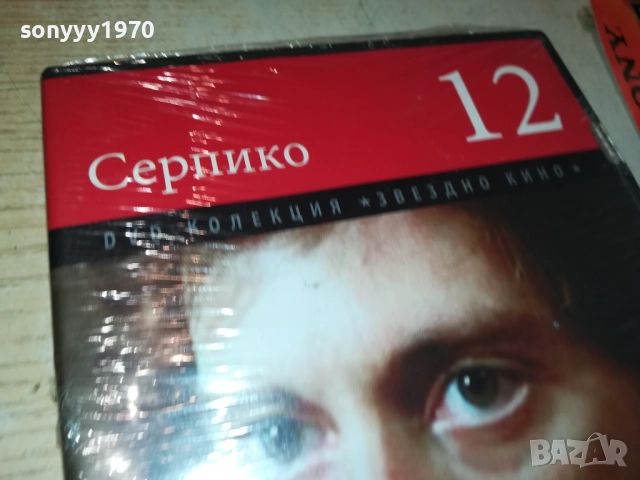 sonyyy1970
12
Серпико
DVD КОЛЕКЦИЯ ★ЗВЕЗДНО КИНО★
BAZAR